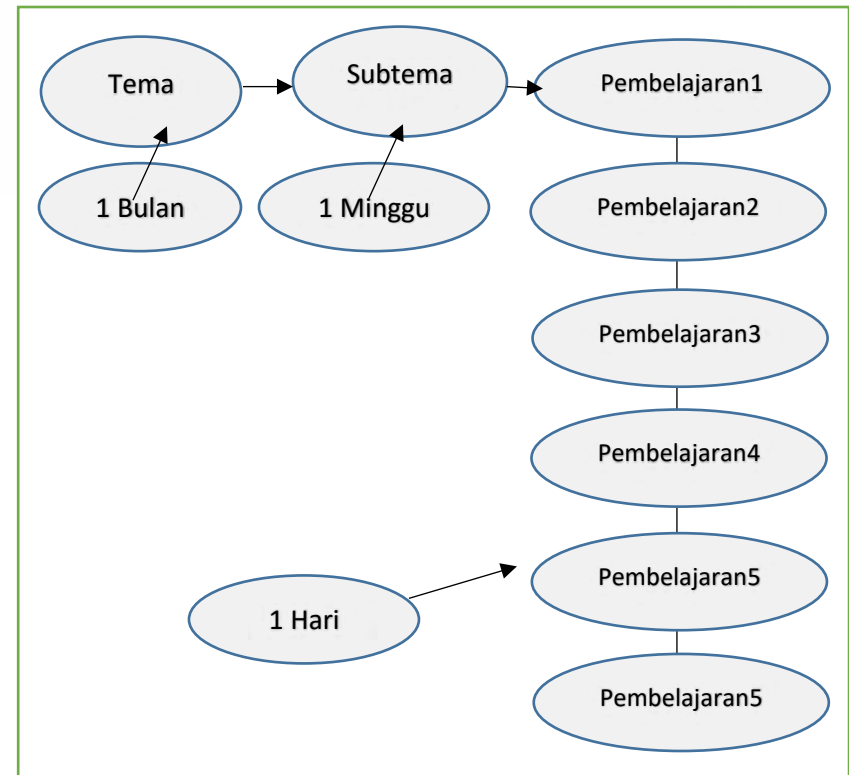 Tema
Subtema
Pembelajaran1
1 Bulan
1 Minggu
Pembelajaran2
Pembelajaran3
Pembelajaran4
Pembelajaran5
1 Hari
Pembelajaran5